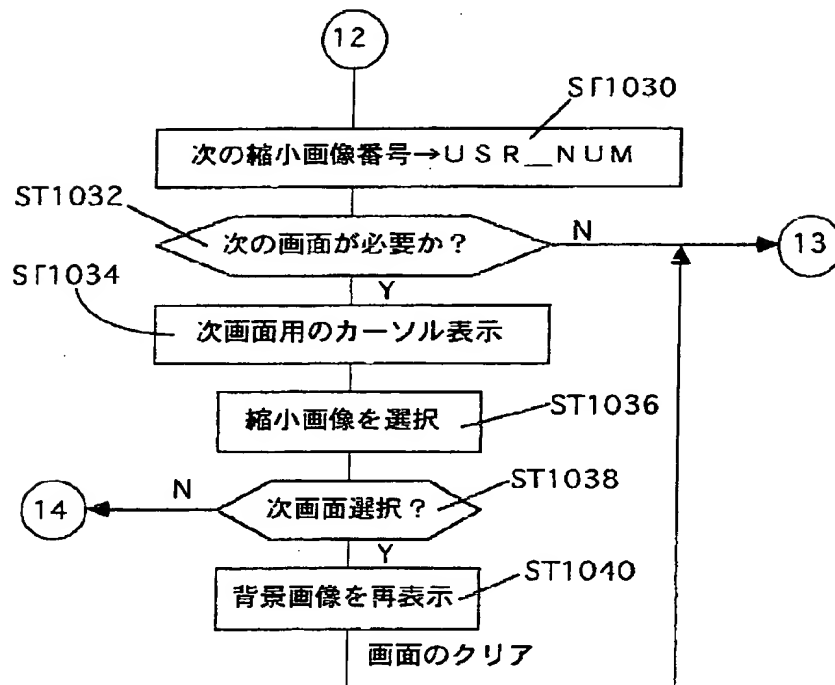 12
ST1030
次の縮小画像番号→USR__NUM
ST1032
次の画面が必要か?
N
13
ST1034
Y
次画面用のカーソル表示
縮小画像を選択
ST1036
N
次画面選択?
ST1038
14
Y
背景画像を再表示
ST1040
画面のクリア